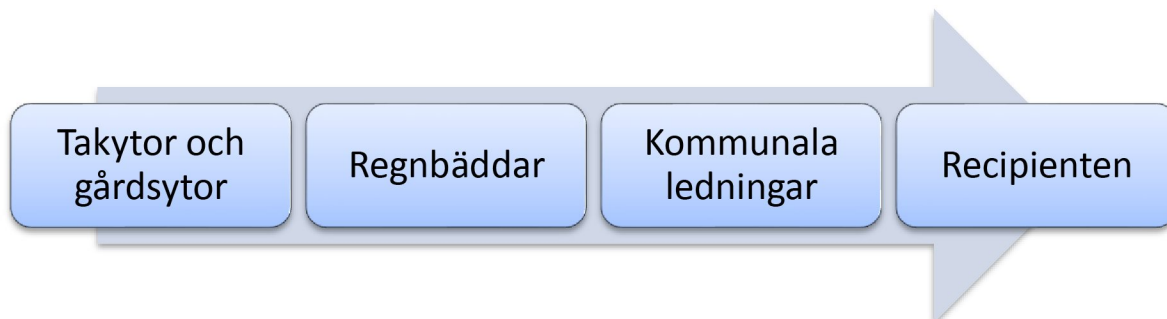 Takytor och
gårdsytor
Regnbäddar
Kommunala
ledningar
Recipienten